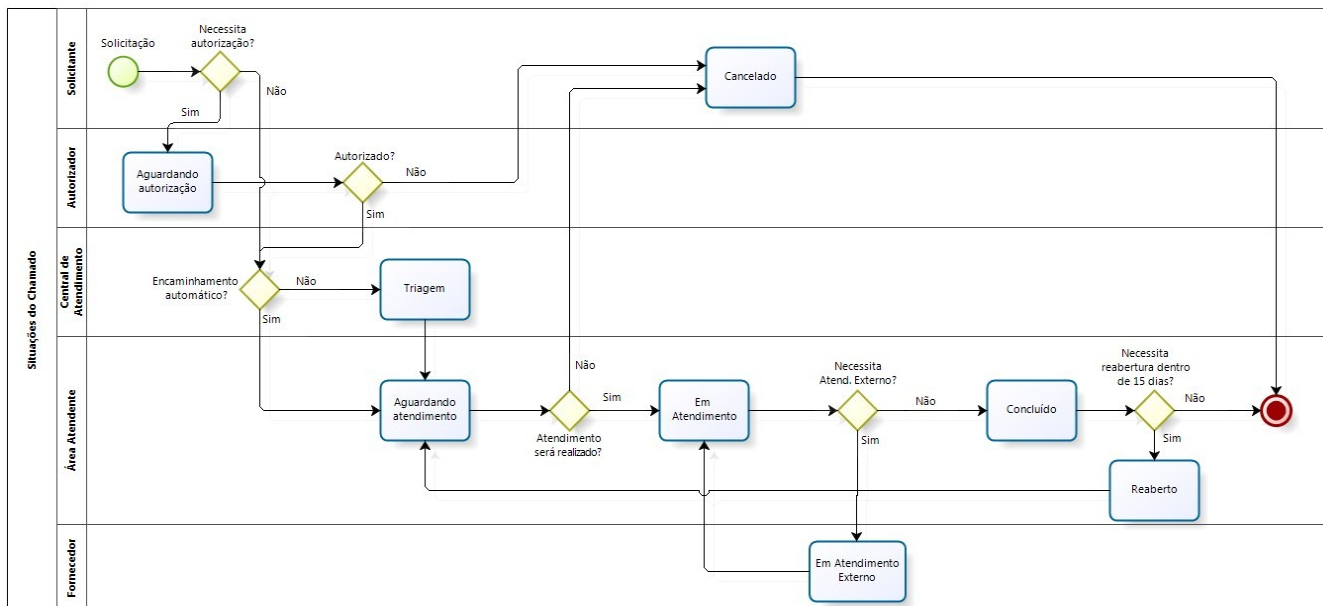 Situações do Chamado
Solicitante
Solicitação
Necessita
autorização?
Não
Sim
Cancelado
Autorizador
Aguardando
autorização
Autorizado?
Não
Sim
Central de
Atendimento
Encaminhamento
automático?
Não
Sim
Triagem
Área Atendente
Aguardando
atendimento
Não
Sim
Atendimento
será realizado?
Em
Atendimento
Necessita
Atend. Externo?
Não
Sim
Concluído
Necessita
reabertura dentro
de 15 dias?
Não
Sim
Reaberto
Fornecedor
Em Atendimento
Externo